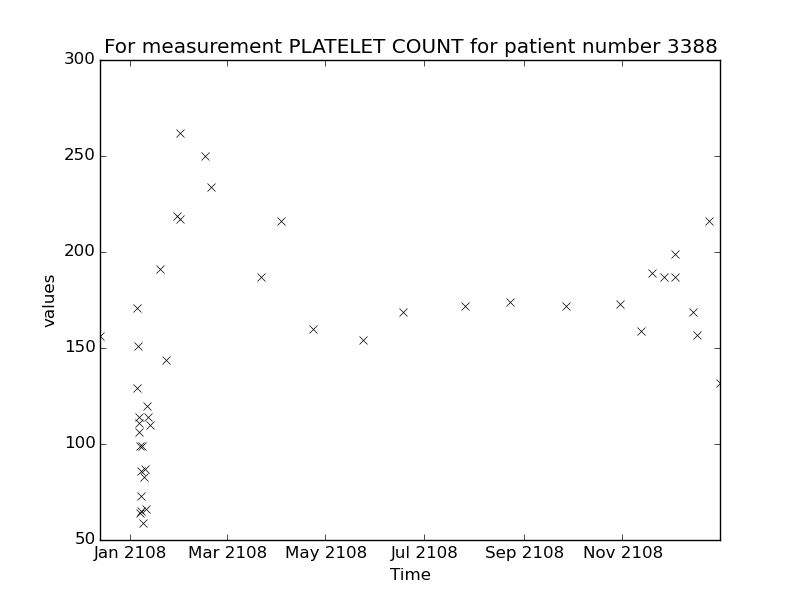 For measurement PLATELET COUNT for patient number 3388
300
250
200
150
100
50
values
Jan 2108 Mar 2108 May 2108 Jul 2108 Sep 2108 Nov 2108
Time